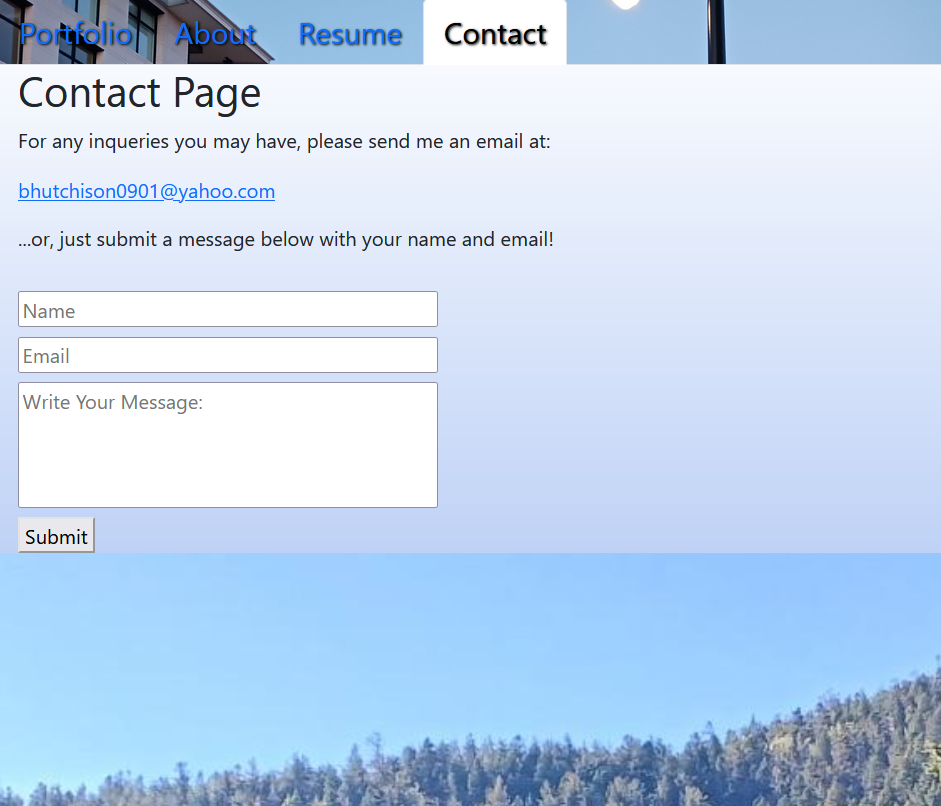 Portfolio About Resume Contact
Contact Page
For any inqueries you may have, please send me an email at:
bhutchison0901@yahoo.com
...or, just submit a message below with your name and email!
Name
Email
Write Your Message:
Submit